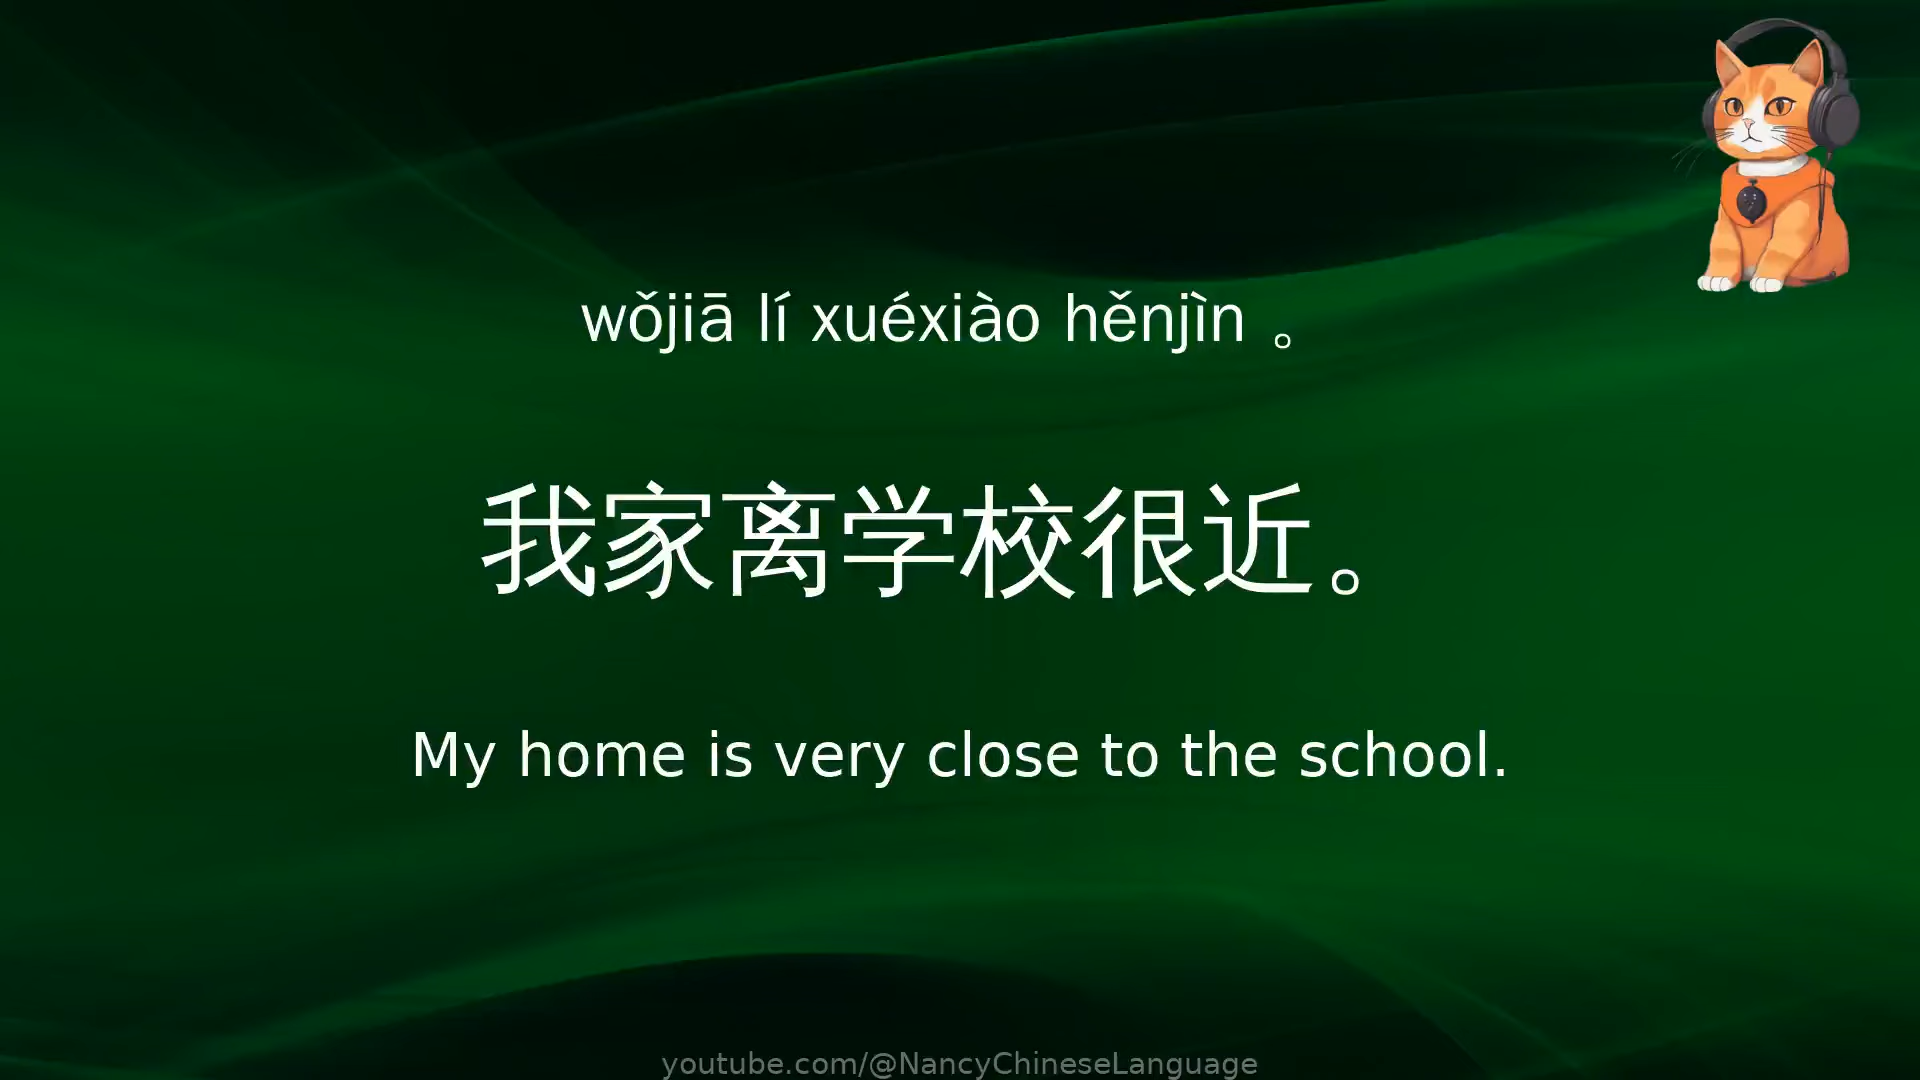 wǒjiā lí xuéxiào hěnjìn 。
我家离学校很近。
My home is very close to the school.
youtube.com/@NancyChineseLanguage